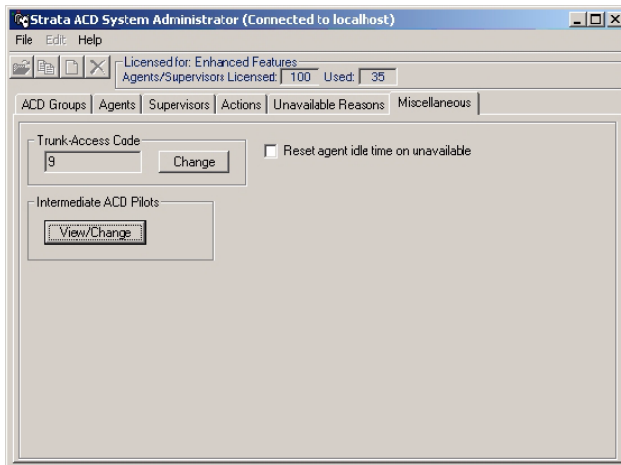 Strata ACD System Administrator (Connected to localhost)
File Edit Help
Licensed for: Enhanced Features
Agents/Supervisors Licensed: 100 Used: 35
ACD Groups Agents Supervisors Actions Unavailable Reasons Miscellaneous
Trunk-Access Code
9 Change
Reset agent idle time on unavailable
Intermediate ACD Pilots
View/Change